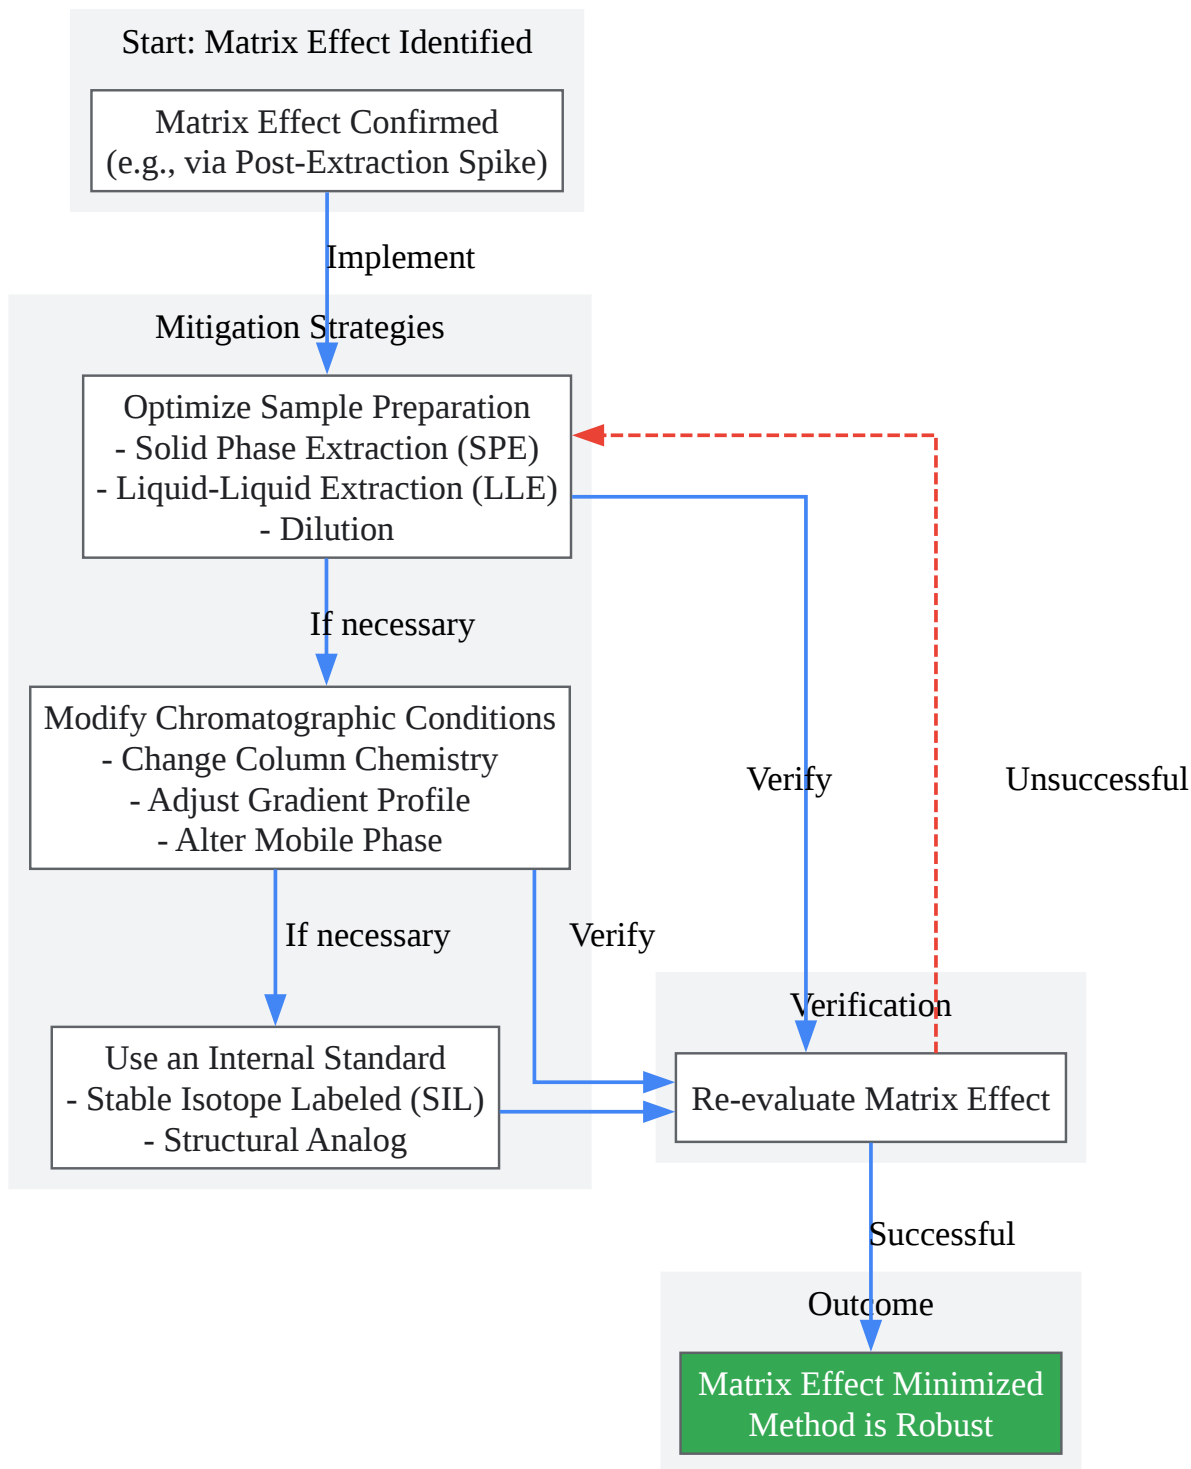 Start: Matrix Effect Identified
Matrix Effect Confirmed
(e.g., via Post-Extraction Spike)
Implement
Mitigation Strategies
Optimize Sample Preparation
- Solid Phase Extraction (SPE)
- Liquid-Liquid Extraction (LLE)
- Dilution
If necessary
Modify Chromatographic Conditions
- Change Column Chemistry
- Adjust Gradient Profile
- Alter Mobile Phase
Verify
Unsuccessful
If necessary
Verify
Use an Internal Standard
- Stable Isotope Labeled (SIL)
- Structural Analog
Verification
Re-evaluate Matrix Effect
Successful
Outcome
Matrix Effect Minimized
Method is Robust